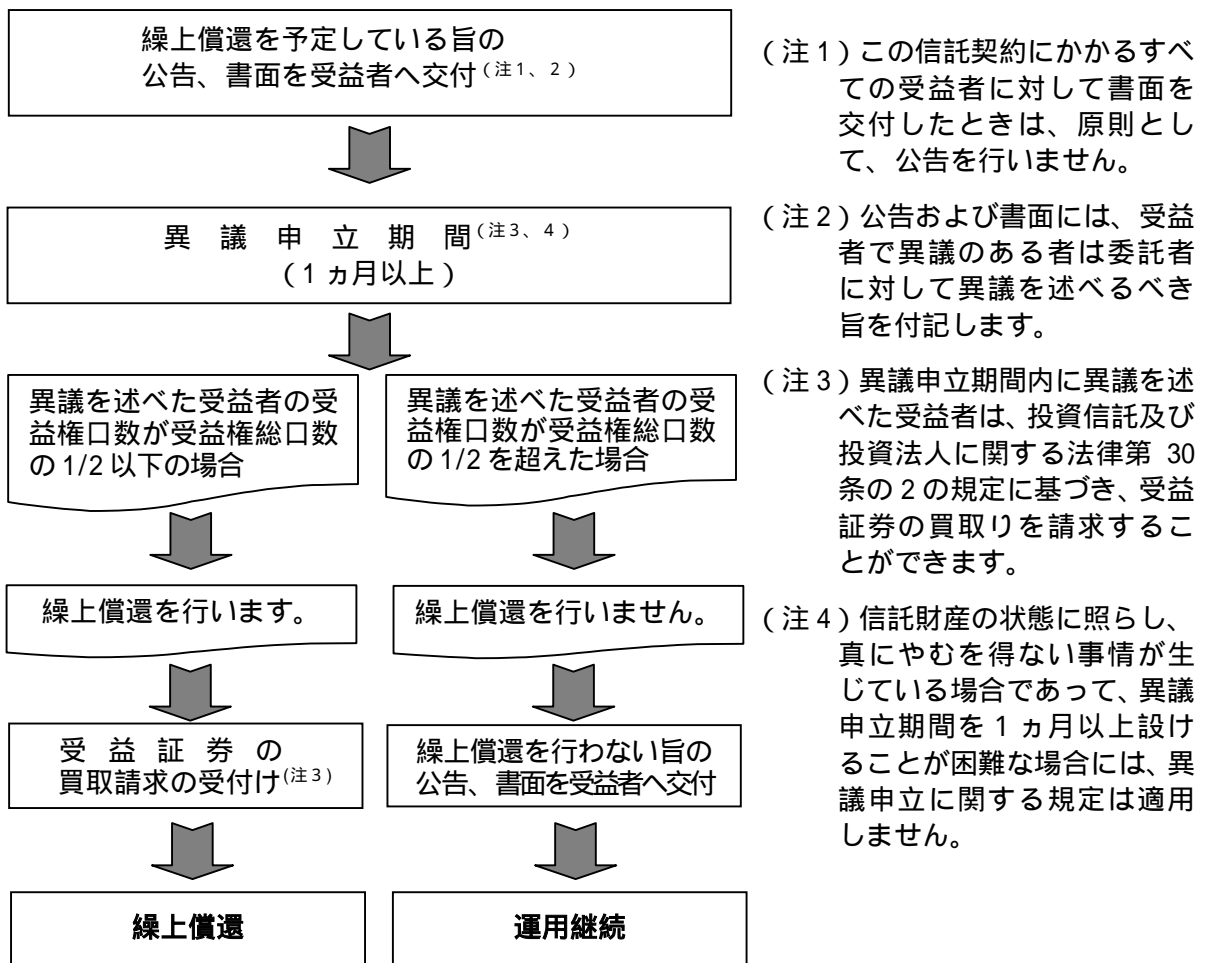 繰上償還を予定している旨の
公告、書面を受益者へ交付(注1、2)
異議申立期間(注3、4)
(1ヵ月以上)
異議を述べた受益者の受
益権口数が受益権総口数
の1/2以下の場合
異議を述べた受益者の受
益権口数が受益権総口数
の1/2を超えた場合
繰上償還を行います。
繰上償還を行いません。
受益証券の
買取請求の受付け(注3)
繰上償還を行わない旨の
公告、書面を受益者へ交付
繰上償還
運用継続
(注1)この信託契約にかかるすべ
ての受益者に対して書面を
交付したときは、原則とし
て、公告を行いません。
(注2)公告および書面には、受益
者で異議のある者は委託者
に対して異議を述べるべき
旨を付記します。
(注3)異議申立期間内に異議を述
べた受益者は、投資信託及び
投資法人に関する法律第 30
条の2の規定に基づき、受益
証券の買取りを請求するこ
とができます。
(注4)信託財産の状態に照らし、
真にやむを得ない事情が生
じている場合であって、異議
申立期間を1ヵ月以上設け
ることが困難な場合には、異
議申立に関する規定は適用
しません。